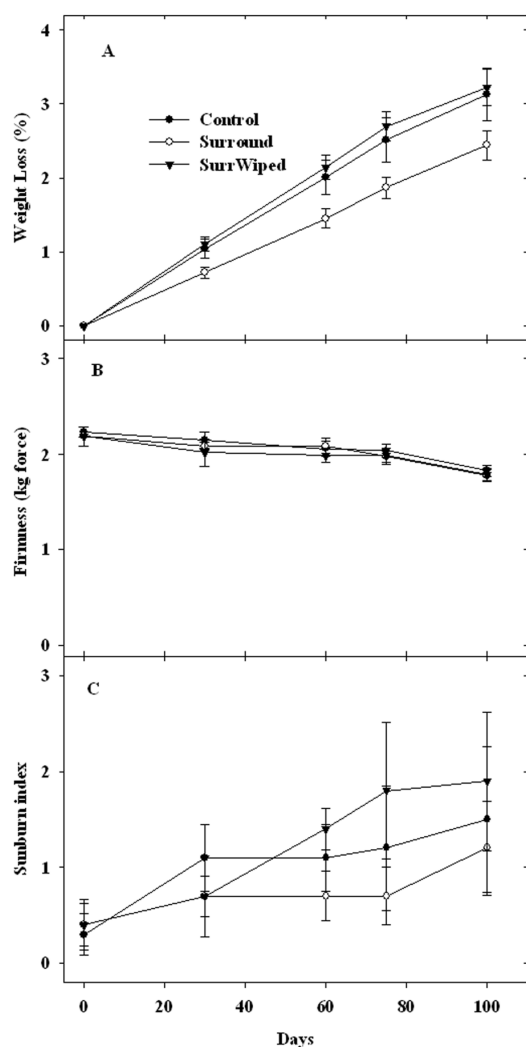 4
A
Control
Surround
SurrWiped
3
2
1
0
Weight Loss (%)
3
B
2
1
0
Firmness (kg force)
3
C
2
1
0
Sunburn index
0 20 40 60 80 100
Days